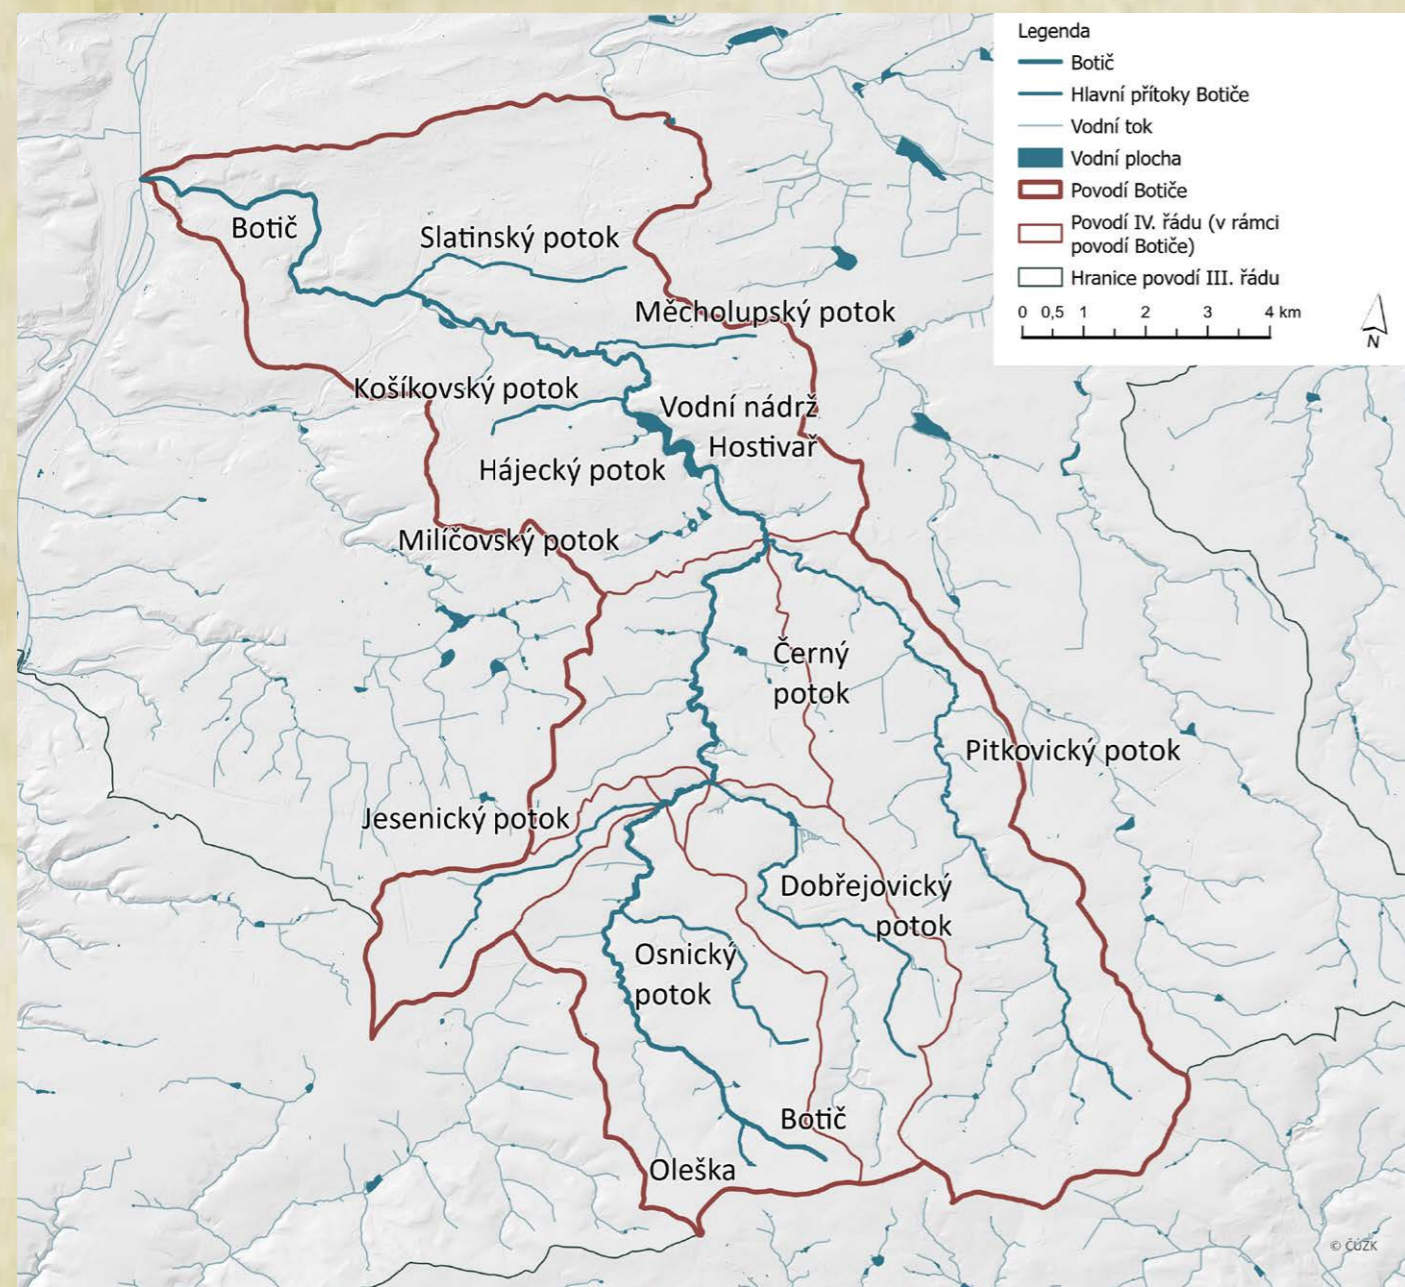 Legenda
Botič
Hlavní přítoky Botiče
Vodní tok
Vodní plocha
Povodí Botiče
Povodí IV. řádu (v rámci
povodí Botiče)
Hranice povodí III. řádu
0 0,5 1 2 3 4 km
N
Botič
Slatinský potok
Měcholupský potok
Košíkovský potok
Vodní nádrž
Hostivař
Hájecký potok
Milíčovský potok
Černý
potok
Pitkovický potok
Jesenický potok
Dobřejovický
potok
Osnický
potok
Botič
Oleška
© ČÚZK